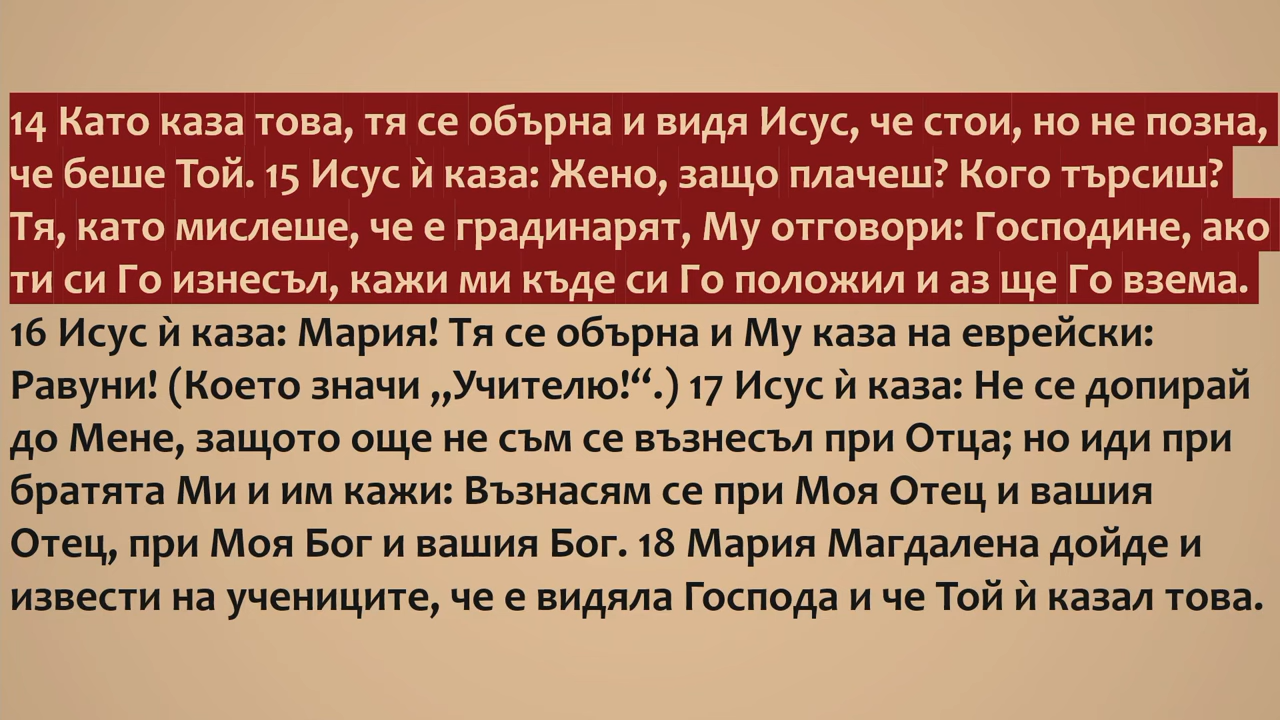 14 Като каза това, тя се обърна и видя Исус, че стои, но не позна,
че беше Той. 15 Исус ѝ каза: Жено, защо плачеш? Кого търсиш?
Тя, като мислеше, че е градинарят, Му отговори: Господине, ако
ти си Го изнесъл, кажи ми къде си Го положил и аз ще Го взема.
16 Исус ѝ каза: Мария! Тя се обърна и Му каза на еврейски:
Равуни! (Което значи „Учителю!“.) 17 Исус ѝ каза: Не се допирай
до Мене, защото още не съм се възнесъл при Отца; но иди при
братята Ми и им кажи: Възнасям се при Моя Отец и вашия
Отец, при Моя Бог и вашия Бог. 18 Мария Магдалена дойде и
извести на учениците, че е видяла Господа и че Той ѝ казал това.